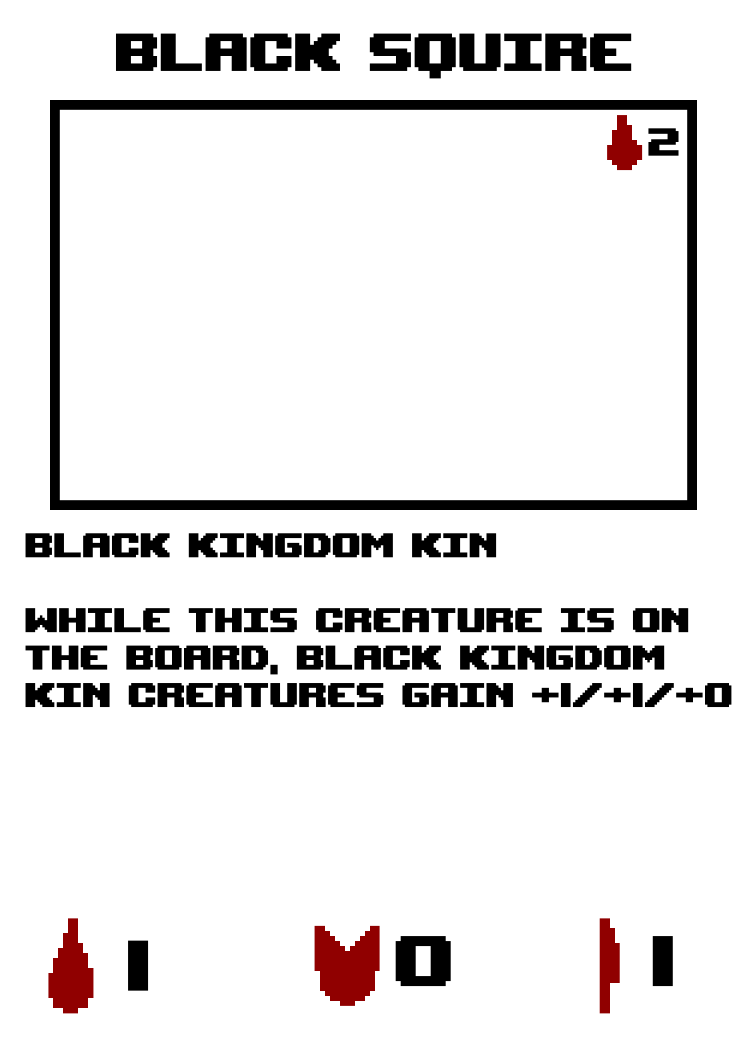 BLACK SQUIRE
2
BLACK KINGDOM KIN
WHILE THIS CREATURE IS ON
THE BOARD, BLACK KINGDOM
KIN CREATURES GAIN +1/+1/+0
1 0 1